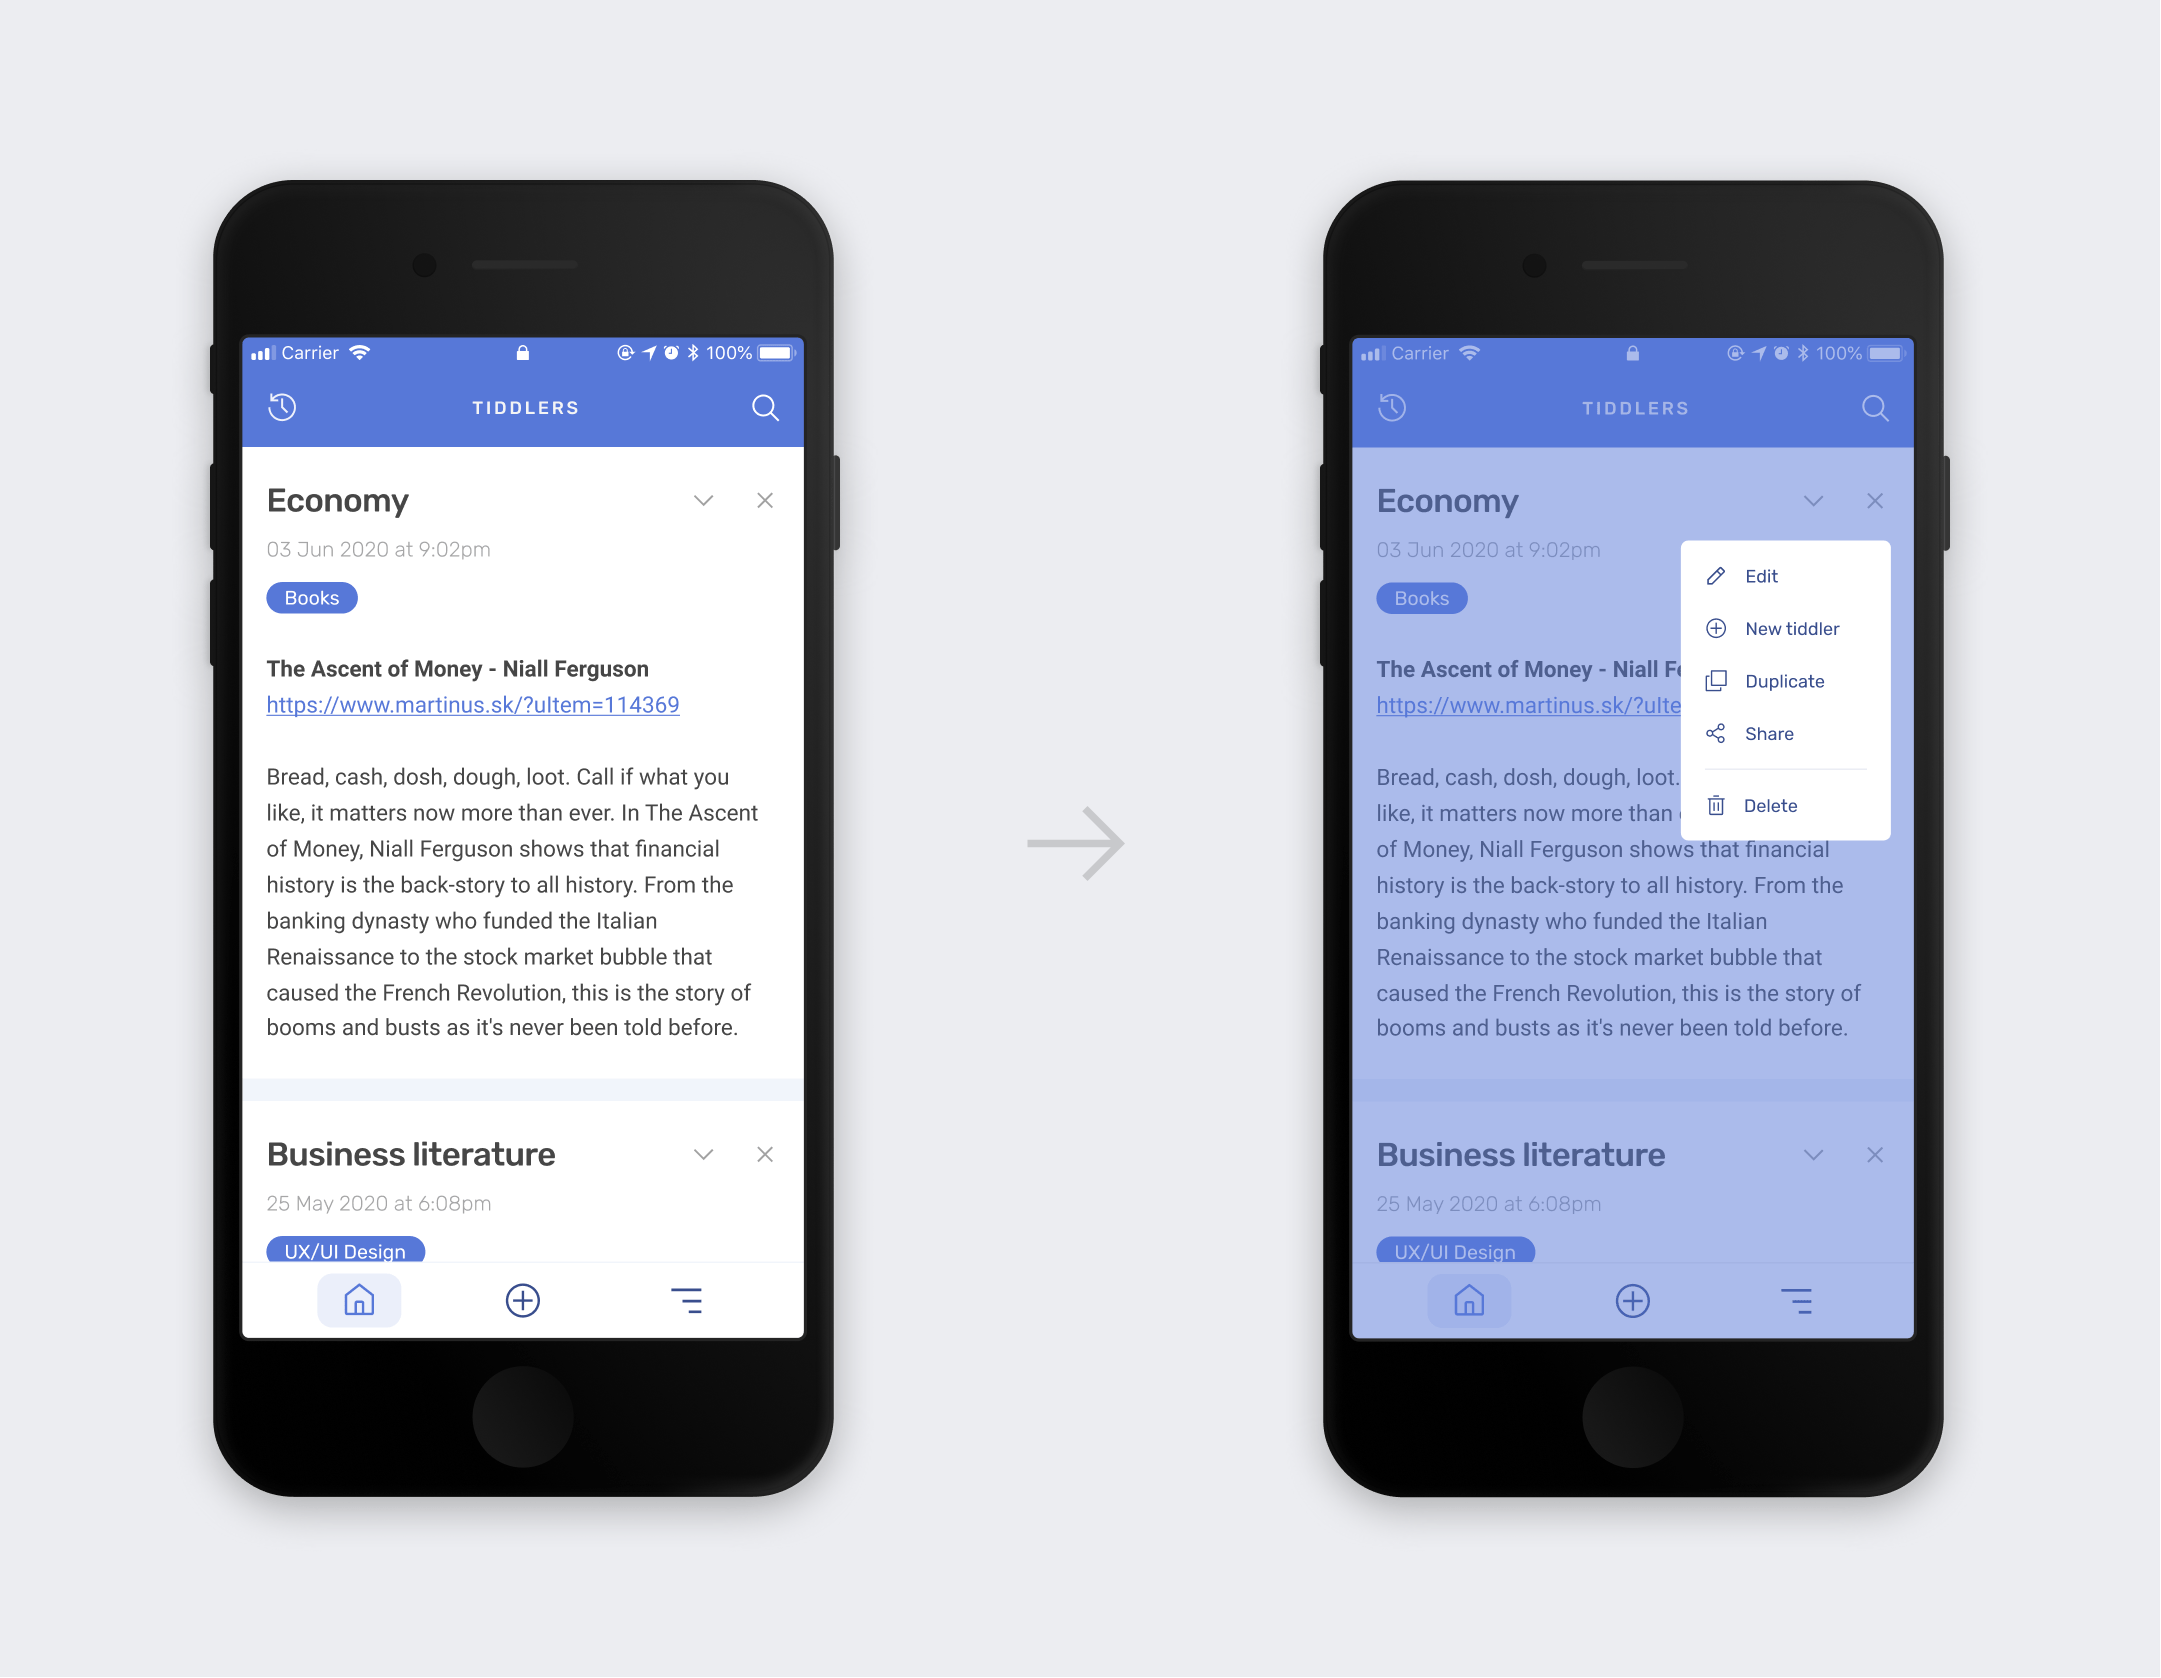 Carrier 100%
TIDDLERS
Economy
03 Jun 2020 at 9:02pm
Books
The Ascent of Money - Niall Ferguson
https://www.martinus.sk/?uItem=114369
Bread, cash, dosh, dough, loot. Call if what you
like, it matters now more than ever. In The Ascent
of Money, Niall Ferguson shows that financial
history is the back-story to all history. From the
banking dynasty who funded the Italian
Renaissance to the stock market bubble that
caused the French Revolution, this is the story of
booms and busts as it's never been told before.
Business literature
25 May 2020 at 6:08pm
UX/UI Design
Carrier 100%
TIDDLERS
Economy
03 Jun 2020 at 9:02pm
Books
The Ascent of Money - Niall F
https://www.martinus.sk/?uIte
Bread, cash, dosh, dough, loot.
like, it matters now more than
of Money, Niall Ferguson shows that financial
history is the back-story to all history. From the
banking dynasty who funded the Italian
Renaissance to the stock market bubble that
caused the French Revolution, this is the story of
booms and busts as it's never been told before.
Edit
New tiddler
Duplicate
Share
Delete
Business literature
25 May 2020 at 6:08pm
UX/UI Design